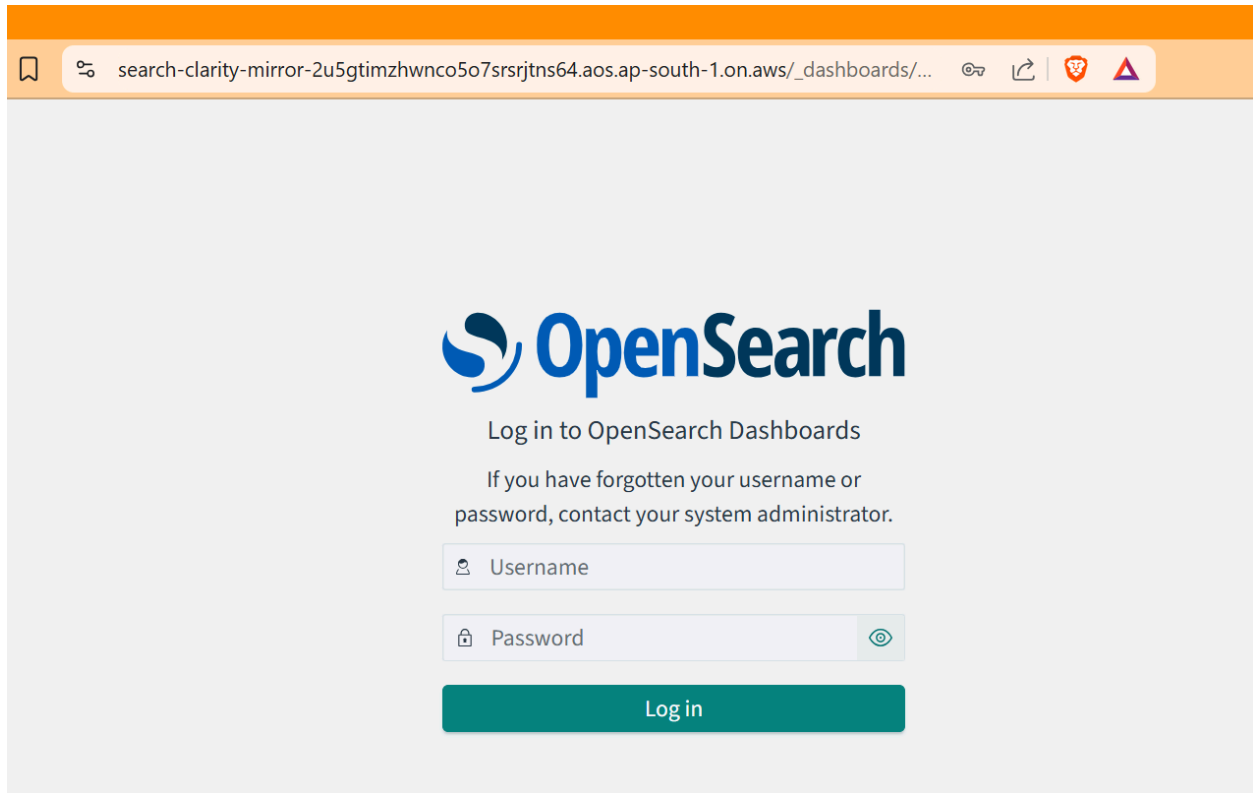 search-clarity-mirror-2u5gtimzhwnco5o7srsrjtns64.aos.ap-south-1.on.aws/_dashboards/...
OpenSearch
Log in to OpenSearch Dashboards
If you have forgotten your username or
password, contact your system administrator.
Username
Password
Log in